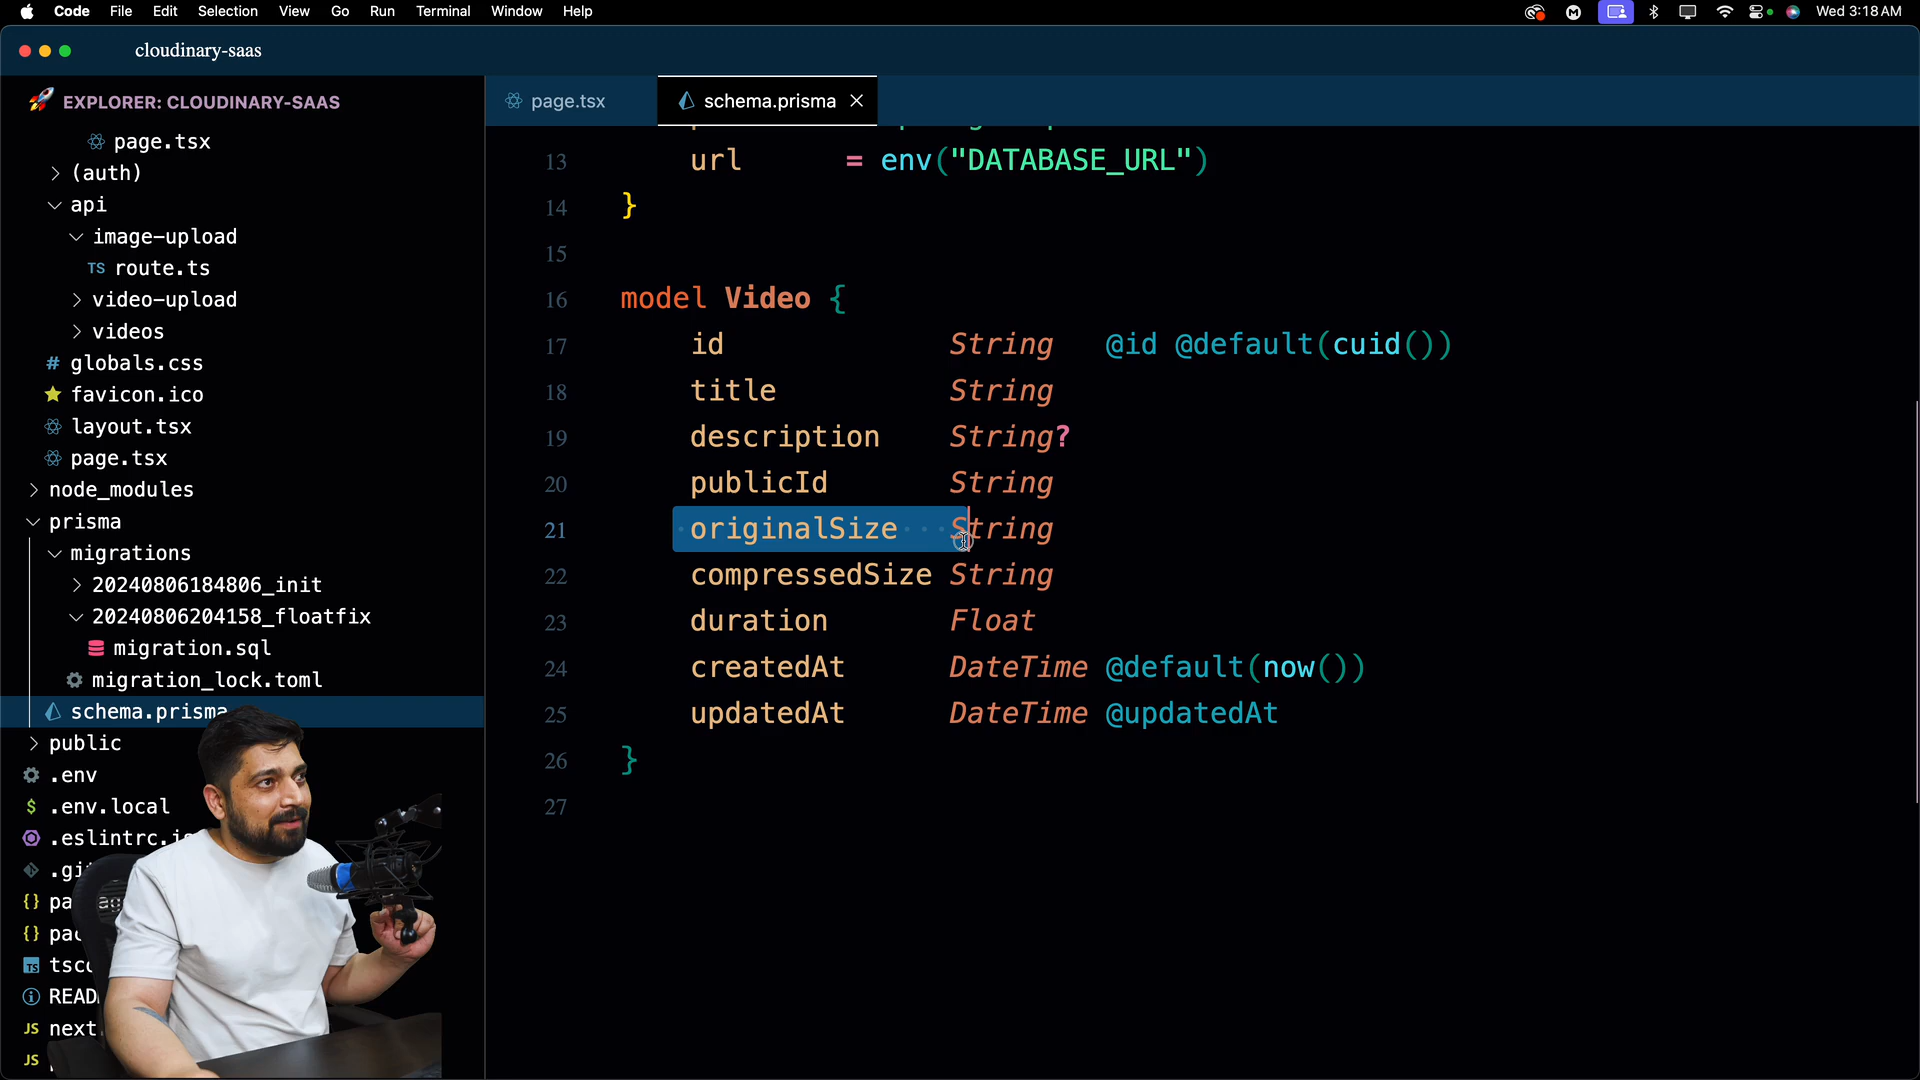 Code File Edit Selection View Go Run Terminal Window Help Wed 3:18 AM
cloudinary-saas
EXPLORER: CLOUDINARY-SAAS
page.tsx
(auth)
api
image-upload
TS route.ts
video-upload
videos
# globals.css
favicon.ico
layout.tsx
page.tsx
node_modules
prisma
migrations
20240806184806_init
20240806204158_floatfix
migration.sql
migration_lock.toml
schema.prisma
public
.env
$ .env.local
.eslintrc.js
.gi
{} pa
{} pac
TS tsc
READ
JS next
JS
page.tsx schema.prisma
13 url = env("DATABASE_URL")
14 }
15
16 model Video {
17 id String @id @default(cuid())
18 title String
19 description String?
20 publicId String
21 originalSize String
22 compressedSize String
23 duration Float
24 createdAt DateTime @default(now())
25 updatedAt DateTime @updatedAt
26 }
27